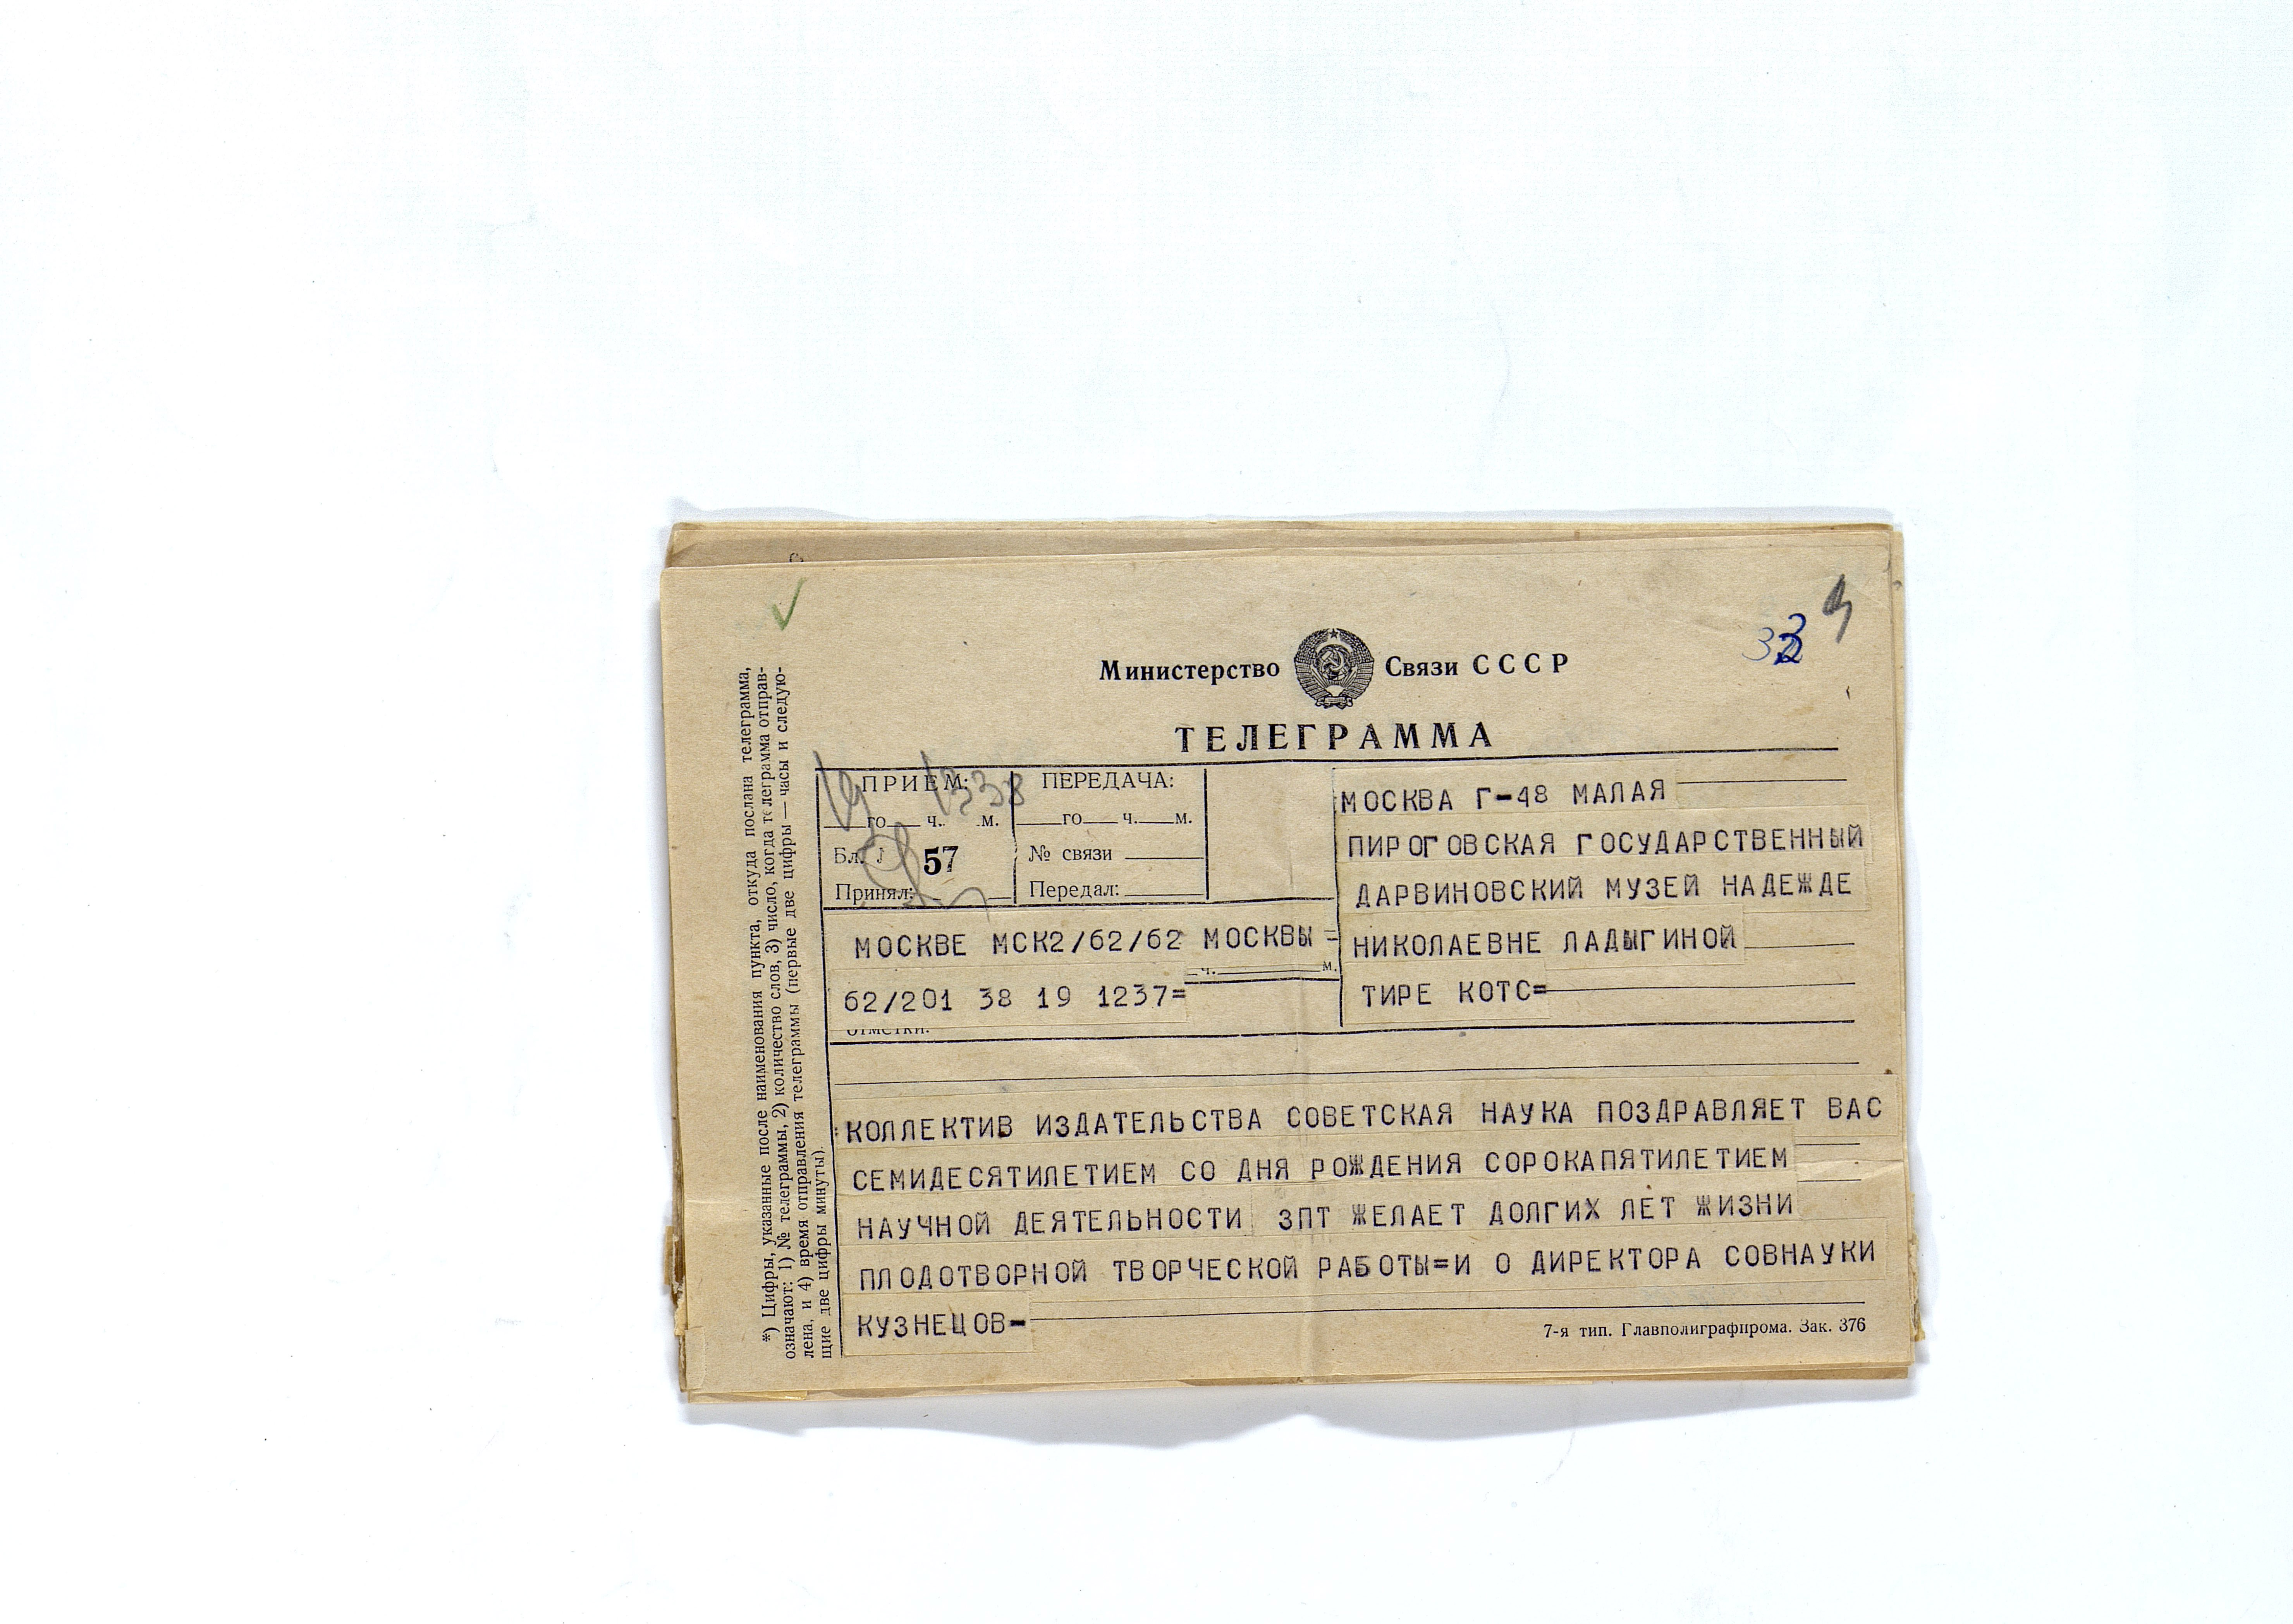 339
Министерство Связи СССР
ТЕЛЕГРАММА
ПРИЕМ:
19 1338
го ч. м.
Бл. 57
Принял:
ПЕРЕДАЧА:
го ч. м.
№ связи
Передал:
МОСКВА Г-48 МАЛАЯ
ПИРОГОВСКАЯ ГОСУДАРСТВЕННЫЙ
ДАРВИНОВСКИЙ МУЗЕЙ НАДЕЖДЕ
НИКОЛАЕВНЕ ЛАДЫГИНОЙ
ТИРЕ КОТС=
МОСКВЕ МСК2/62/62 МОСКВЫ =
ч. м.
62/201 38 19 1237=
ОТМЕТКИ:
КОЛЛЕКТИВ ИЗДАТЕЛЬСТВА СОВЕТСКАЯ НАУКА ПОЗДРАВЛЯЕТ ВАС
СЕМИДЕСЯТИЛЕТИЕМ СО ДНЯ РОЖДЕНИЯ СОРОКАПЯТИЛЕТИЕМ
НАУЧНОЙ ДЕЯТЕЛЬНОСТИ ЗПТ ЖЕЛАЕТ ДОЛГИХ ЛЕТ ЖИЗНИ
ПЛОДОТВОРНОЙ ТВОРЧЕСКОЙ РАБОТЫ=И О ДИРЕКТОРА СОВНАУКИ
КУЗНЕЦОВ-
7-я тип. Главполиграфпрома. Зак. 376
*) Цифры, указанные после наименования пункта, откуда послана телеграмма,
означают: 1) № телеграммы, 2) количество слов, 3) число, когда телеграмма отправ-
лена, и 4) время отправления телеграммы (первые две цифры — часы и следую-
щие две цифры минуты).